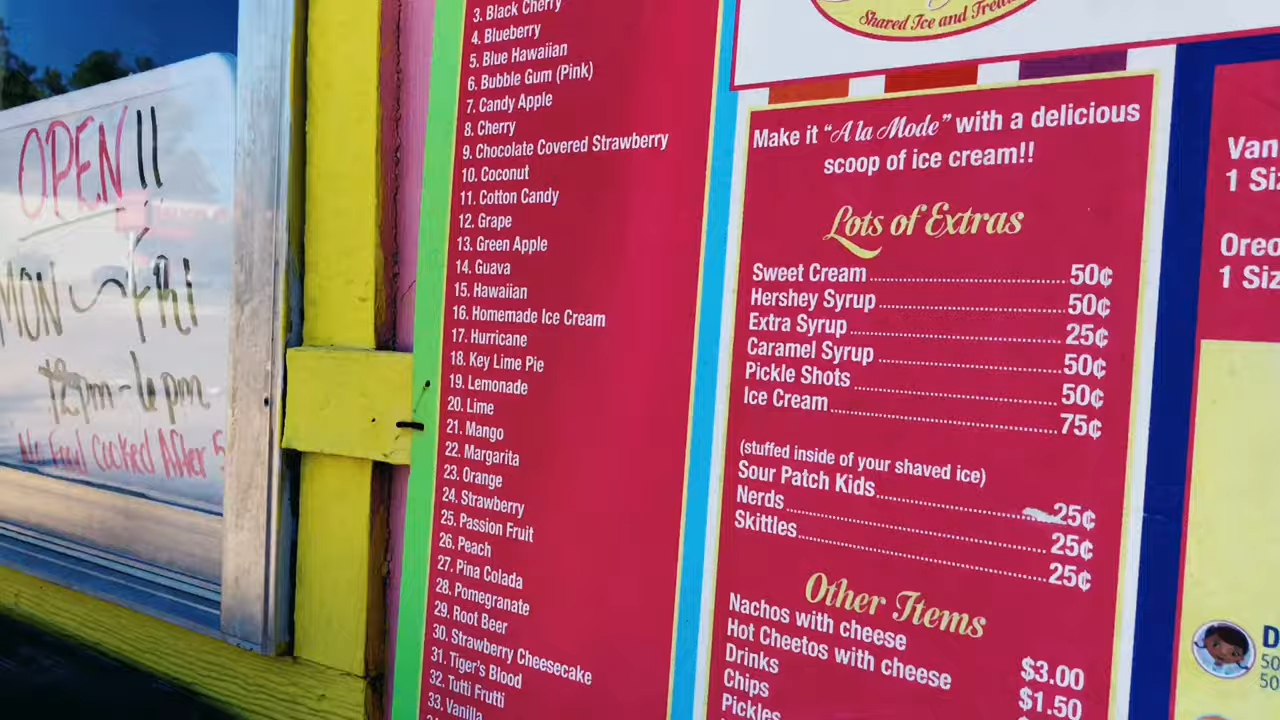 OPEN!!
MON ~ FRI
12pm-6pm
No Food Cooked After 5
3. Black Cherry
4. Blueberry
5. Blue Hawaiian
6. Bubble Gum (Pink)
7. Candy Apple
8. Cherry
9. Chocolate Covered Strawberry
10. Coconut
11. Cotton Candy
12. Grape
13. Green Apple
14. Guava
15. Hawaiian
16. Homemade Ice Cream
17. Hurricane
18. Key Lime Pie
19. Lemonade
20. Lime
21. Mango
22. Margarita
23. Orange
24. Strawberry
25. Passion Fruit
26. Peach
27. Pina Colada
28. Pomegranate
29. Root Beer
30. Strawberry Cheesecake
31. Tiger's Blood
32. Tutti Frutti
33. Vanilla
Shaved Ice and Treats
Make it "A la Mode" with a delicious
scoop of ice cream!!
Lots of Extras
Sweet Cream 50¢
Hershey Syrup 50¢
Extra Syrup 25¢
Caramel Syrup 50¢
Pickle Shots 50¢
Ice Cream 75¢
(stuffed inside of your shaved ice)
Sour Patch Kids 25¢
Nerds 25¢
Skittles 25¢
Other Items
Nachos with cheese $3.00
Hot Cheetos with cheese $1.50
Drinks
Chips
Pickles
Van
1 Siz
Oreo
1 Siz
D
50
50